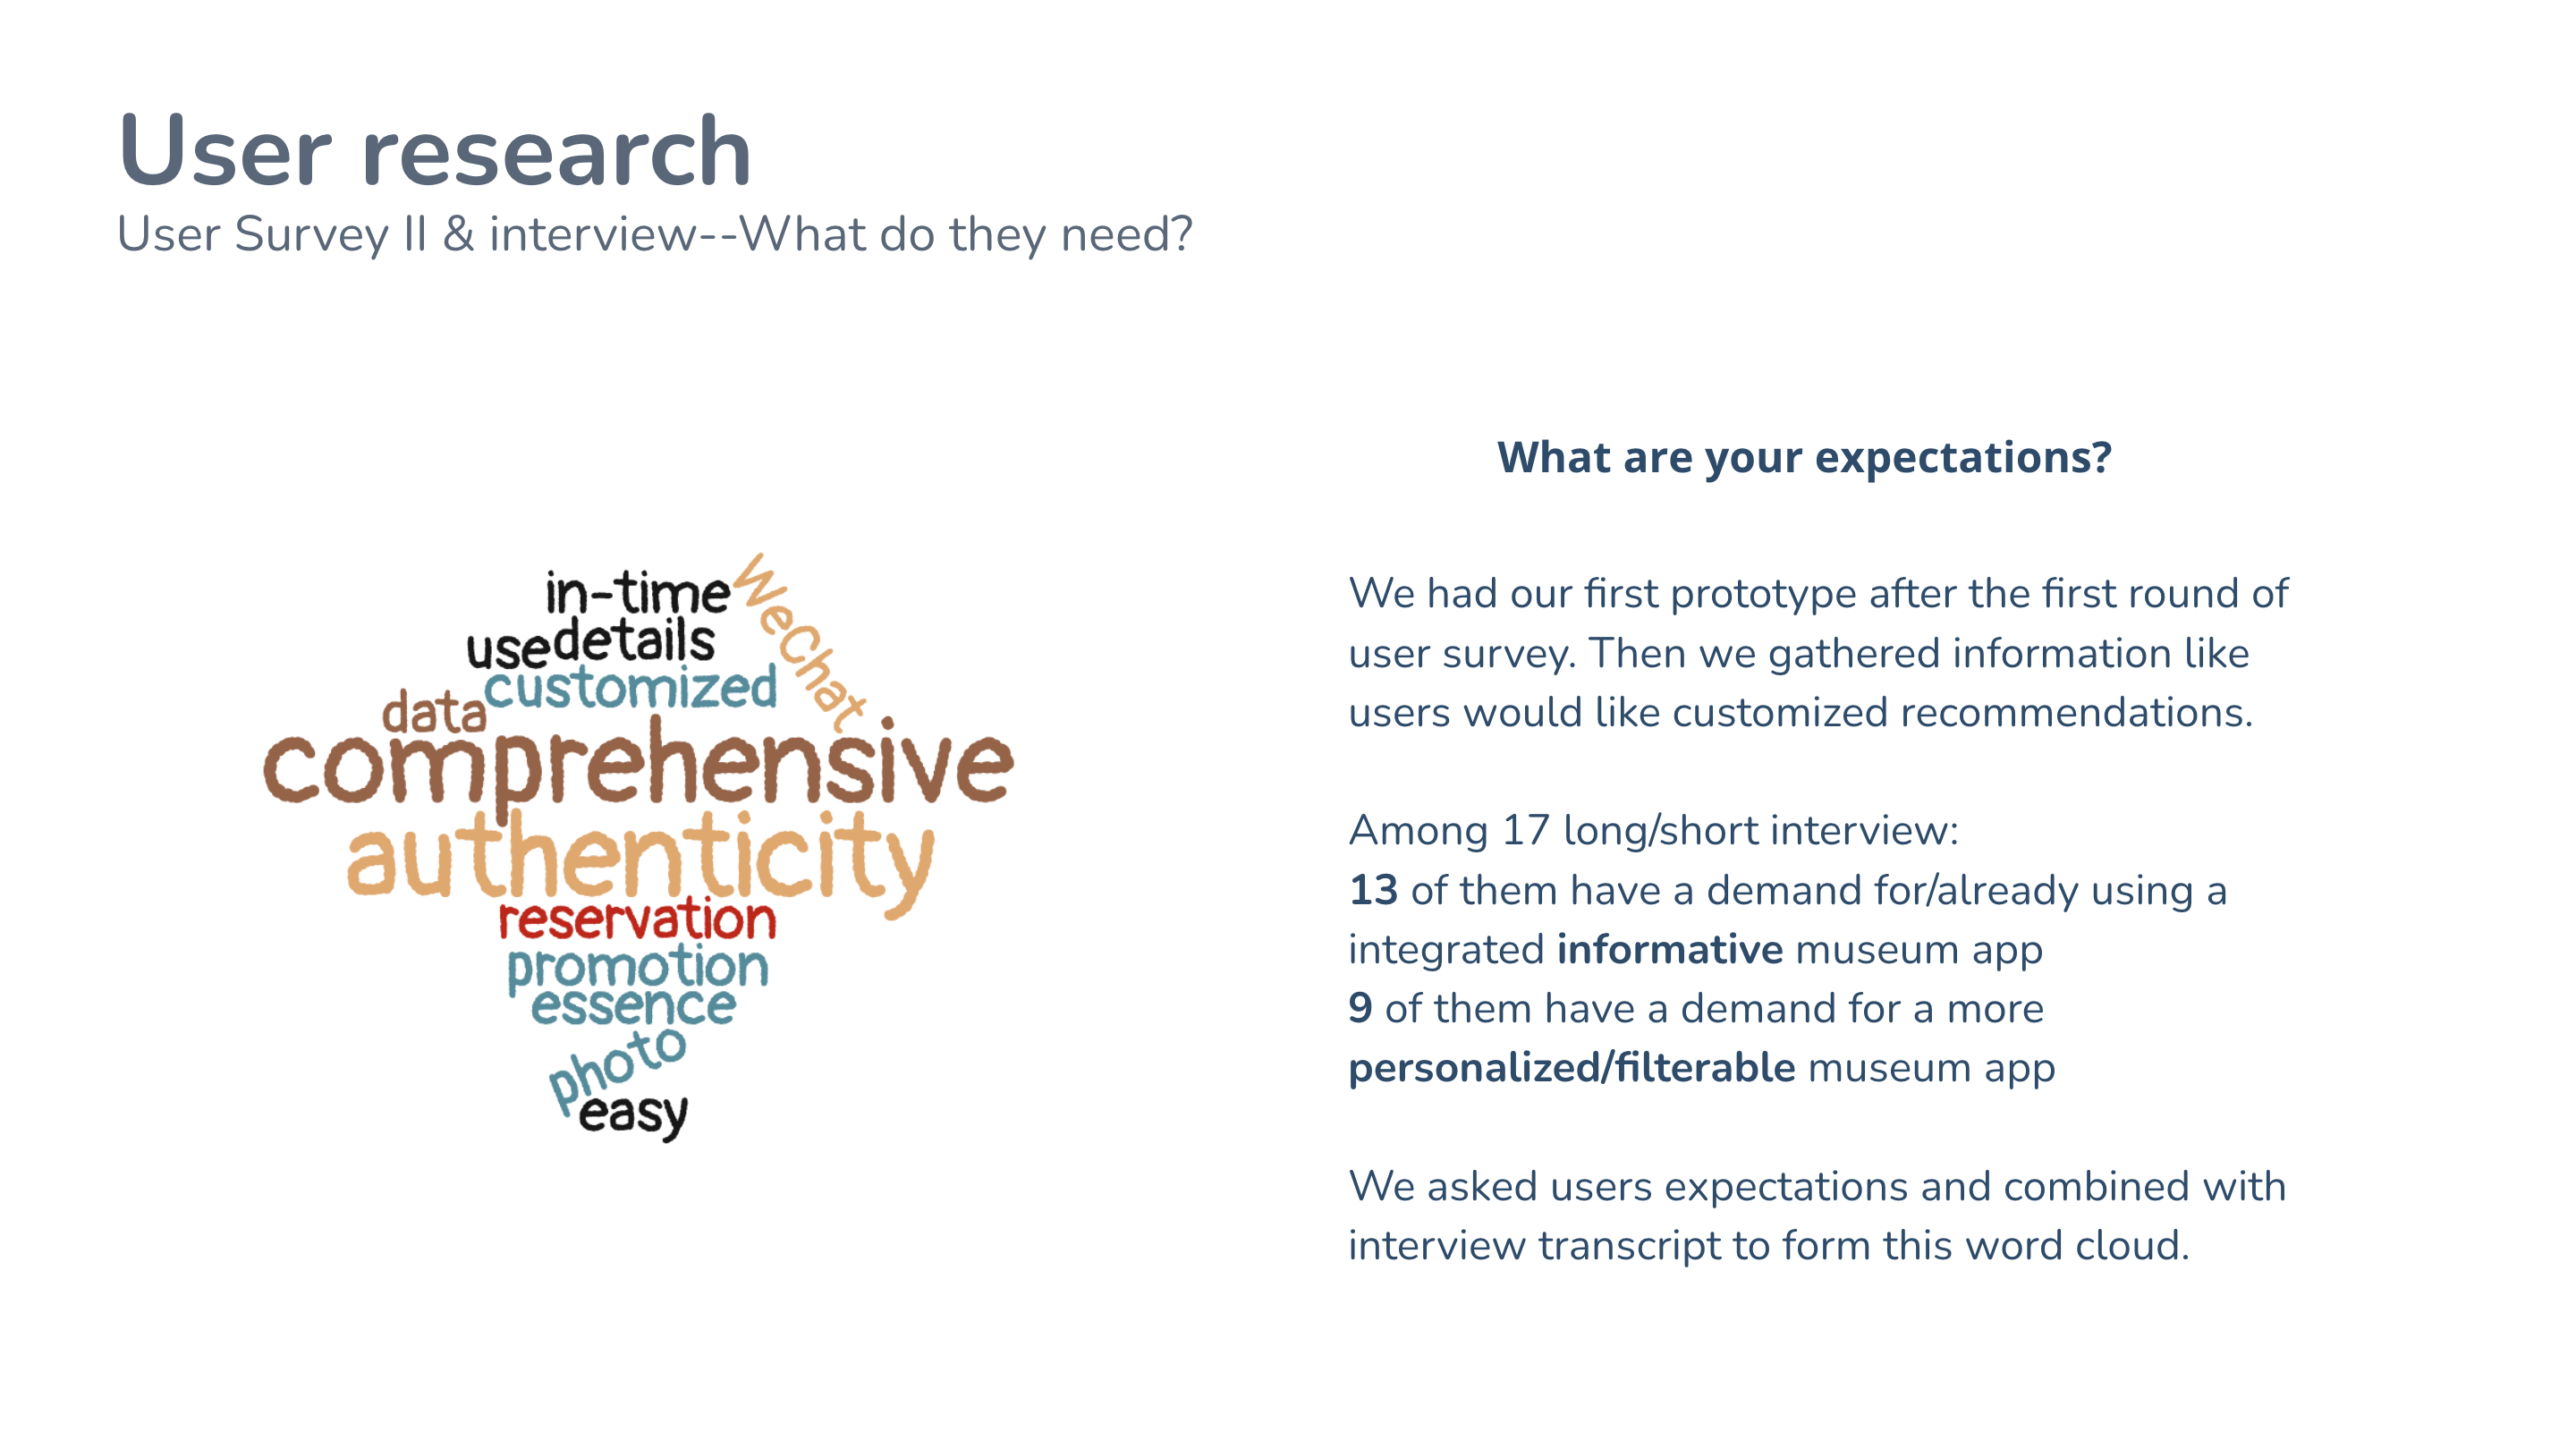 User research
User Survey II & interview--What do they need?
in-time
WeChat
use details
customized
data
comprehensive
authenticity
reservation
promotion
essence
photo
easy
What are your expectations?
We had our first prototype after the first round of
user survey. Then we gathered information like
users would like customized recommendations.
Among 17 long/short interview:
13 of them have a demand for/already using a
integrated informative museum app
9 of them have a demand for a more
personalized/filterable museum app
We asked users expectations and combined with
interview transcript to form this word cloud.